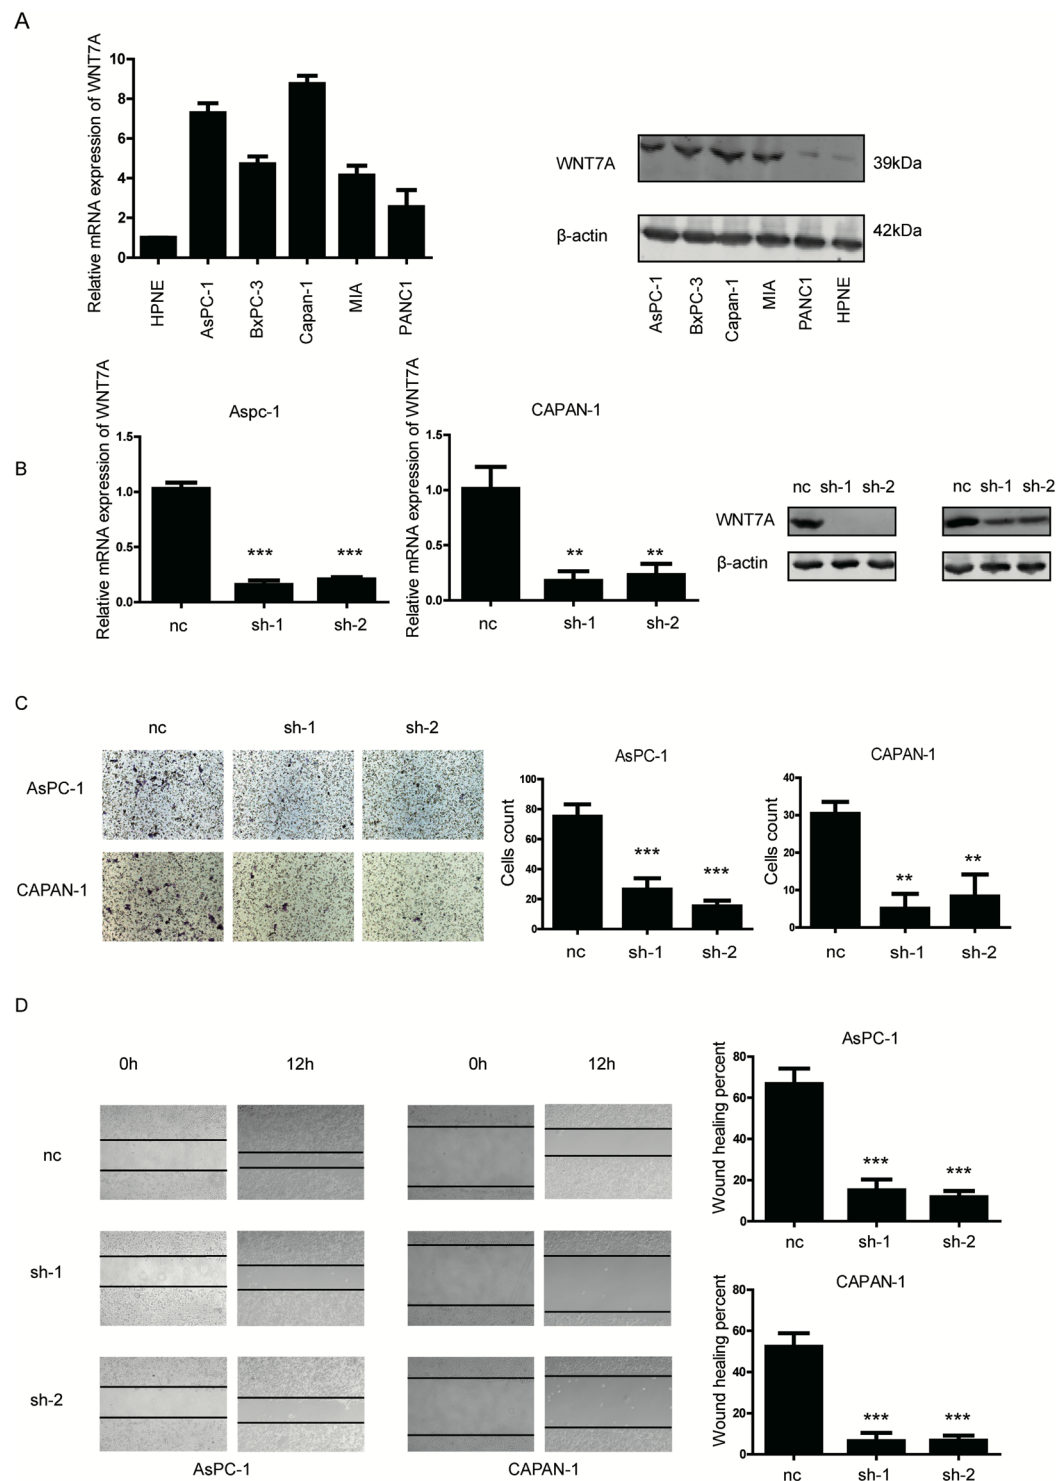 A
Relative mRNA expression of WNT7A
10
8
6
4
2
0
HPNE
AsPC-1
BxPC-3
Capan-1
MIA
PANC1
WNT7A
39kDa
β-actin
42kDa
AsPC-1
BxPC-3
Capan-1
MIA
PANC1
HPNE
B
Aspc-1
Relative mRNA expression of WNT7A
1.5
1.0
0.5
0.0
***
***
nc
sh-1
sh-2
CAPAN-1
Relative mRNA expression of WNT7A
1.5
1.0
0.5
0.0
**
**
nc
sh-1
sh-2
nc sh-1 sh-2
nc sh-1 sh-2
WNT7A
β-actin
C
nc
sh-1
sh-2
AsPC-1
CAPAN-1
AsPC-1
Cells count
100
80
60
40
20
0
***
***
nc
sh-1
sh-2
CAPAN-1
Cells count
40
30
20
10
0
**
**
nc
sh-1
sh-2
D
0h
12h
0h
12h
nc
sh-1
sh-2
AsPC-1
CAPAN-1
AsPC-1
Wound healing percent
80
60
40
20
0
***
***
nc
sh-1
sh-2
CAPAN-1
Wound healing percent
80
60
40
20
0
***
***
nc
sh-1
sh-2